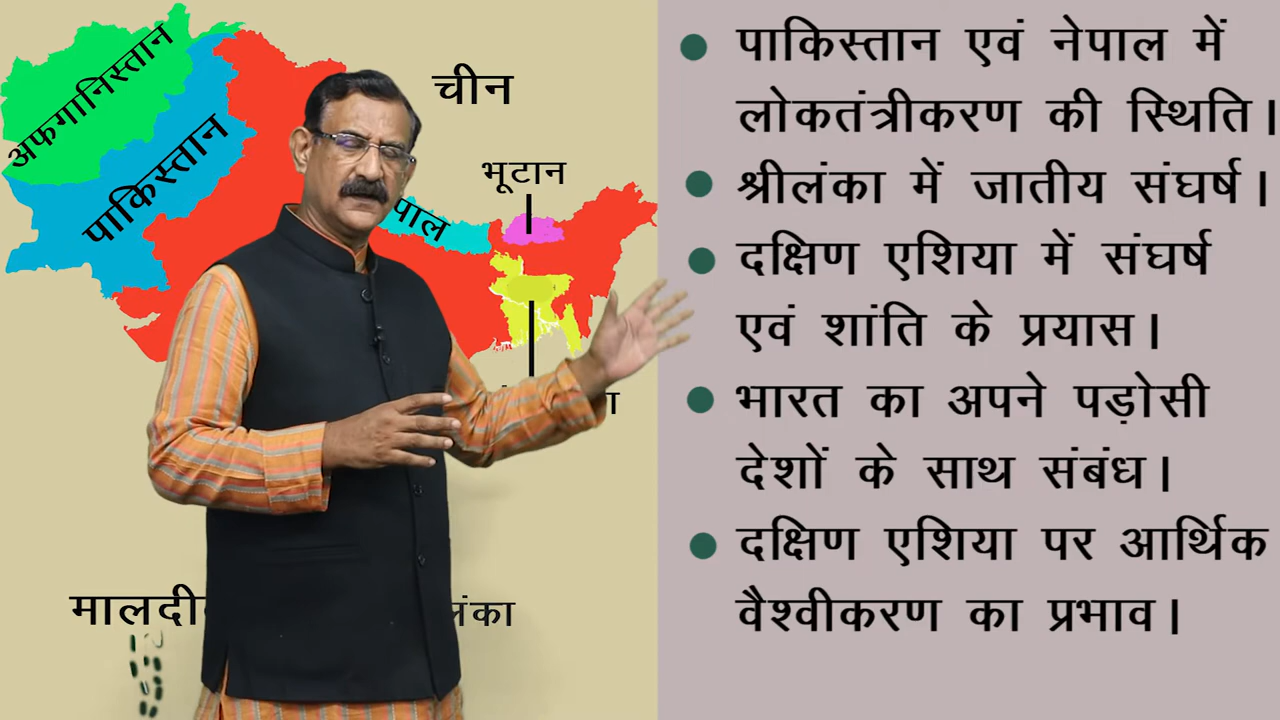 अफगानिस्तान
पाकिस्तान
चीन
भूटान
मालदी
लंका
पाकिस्तान एवं नेपाल में
लोकतंत्रीकरण की स्थिति।
श्रीलंका में जातीय संघर्ष।
दक्षिण एशिया में संघर्ष
एवं शांति के प्रयास।
भारत का अपने पड़ोसी
देशों के साथ संबंध।
दक्षिण एशिया पर आर्थिक
वैश्वीकरण का प्रभाव।